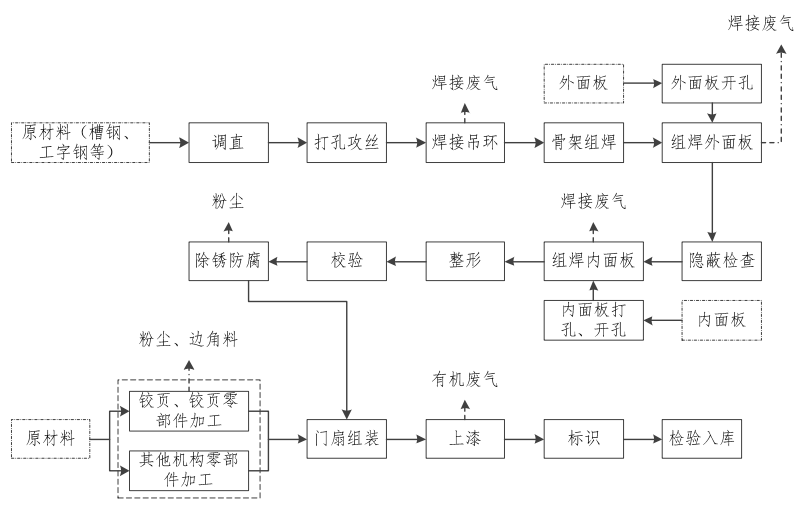 焊接废气
焊接废气
外面板
外面板开孔
原材料（槽钢、
工字钢等）
调直
打孔攻丝
焊接吊环
骨架组焊
组焊外面板
粉尘
焊接废气
除锈防腐
校验
整形
组焊内面板
隐蔽检查
内面板打
孔、开孔
内面板
粉尘、边角料
有机废气
铰页、铰页零
部件加工
原材料
门扇组装
上漆
标识
检验入库
其他机构零部
件加工